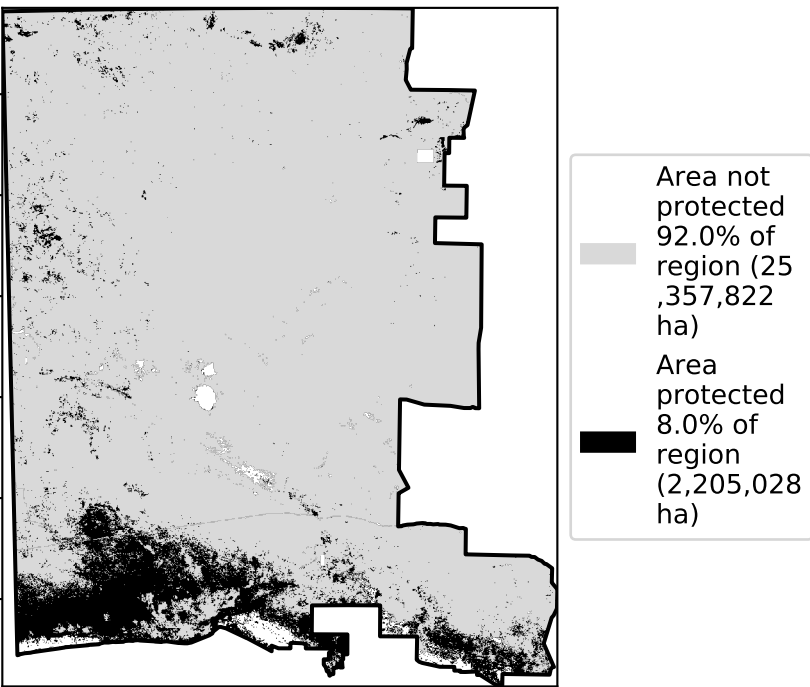 Area not
protected
92.0% of
region (25
,357,822
ha)
Area
protected
8.0% of
region
(2,205,028
ha)